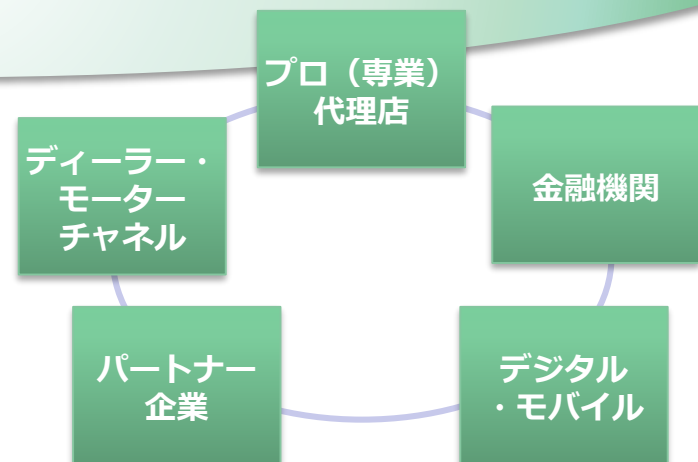 プロ（専業）
代理店
金融機関
デジタル
・モバイル
パートナー
企業
ディーラー・
モーター
チャネル